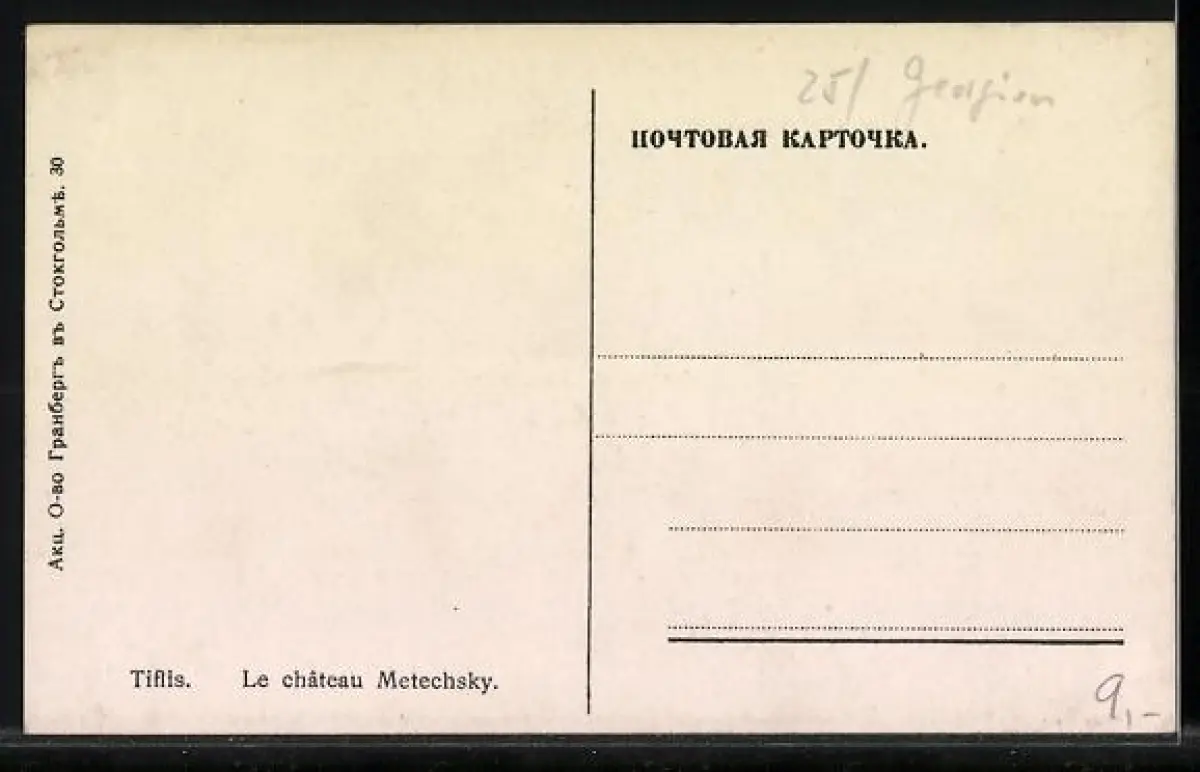 25/ Georgien
ПОЧТОВАЯ КАРТОЧКА.
Акц. О-во Гранбергъ въ Стокгольмѣ. 30
Tiflis. Le château Metechsky.
9,-